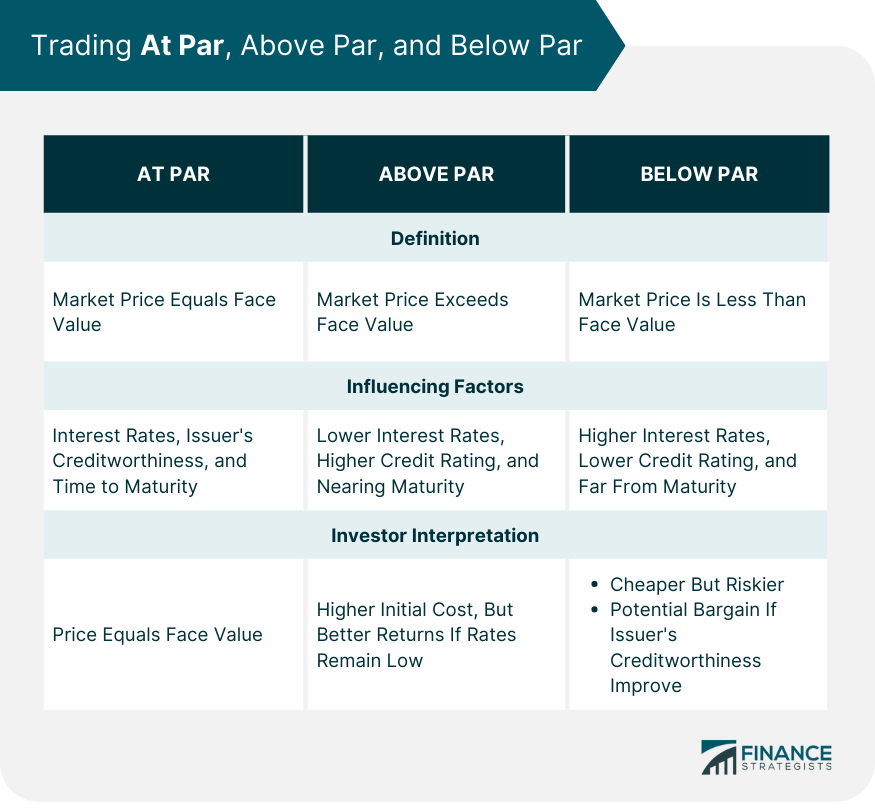 Trading At Par, Above Par, and Below Par
AT PAR
ABOVE PAR
BELOW PAR
Definition
Market Price Equals Face
Value
Market Price Exceeds
Face Value
Market Price Is Less Than
Face Value
Influencing Factors
Interest Rates, Issuer's
Creditworthiness, and
Time to Maturity
Lower Interest Rates,
Higher Credit Rating, and
Nearing Maturity
Higher Interest Rates,
Lower Credit Rating, and
Far From Maturity
Investor Interpretation
Price Equals Face Value
Higher Initial Cost, But
Better Returns If Rates
Remain Low
• Cheaper But Riskier
• Potential Bargain If
Issuer's
Creditworthiness
Improve
FINANCE
STRATEGISTS